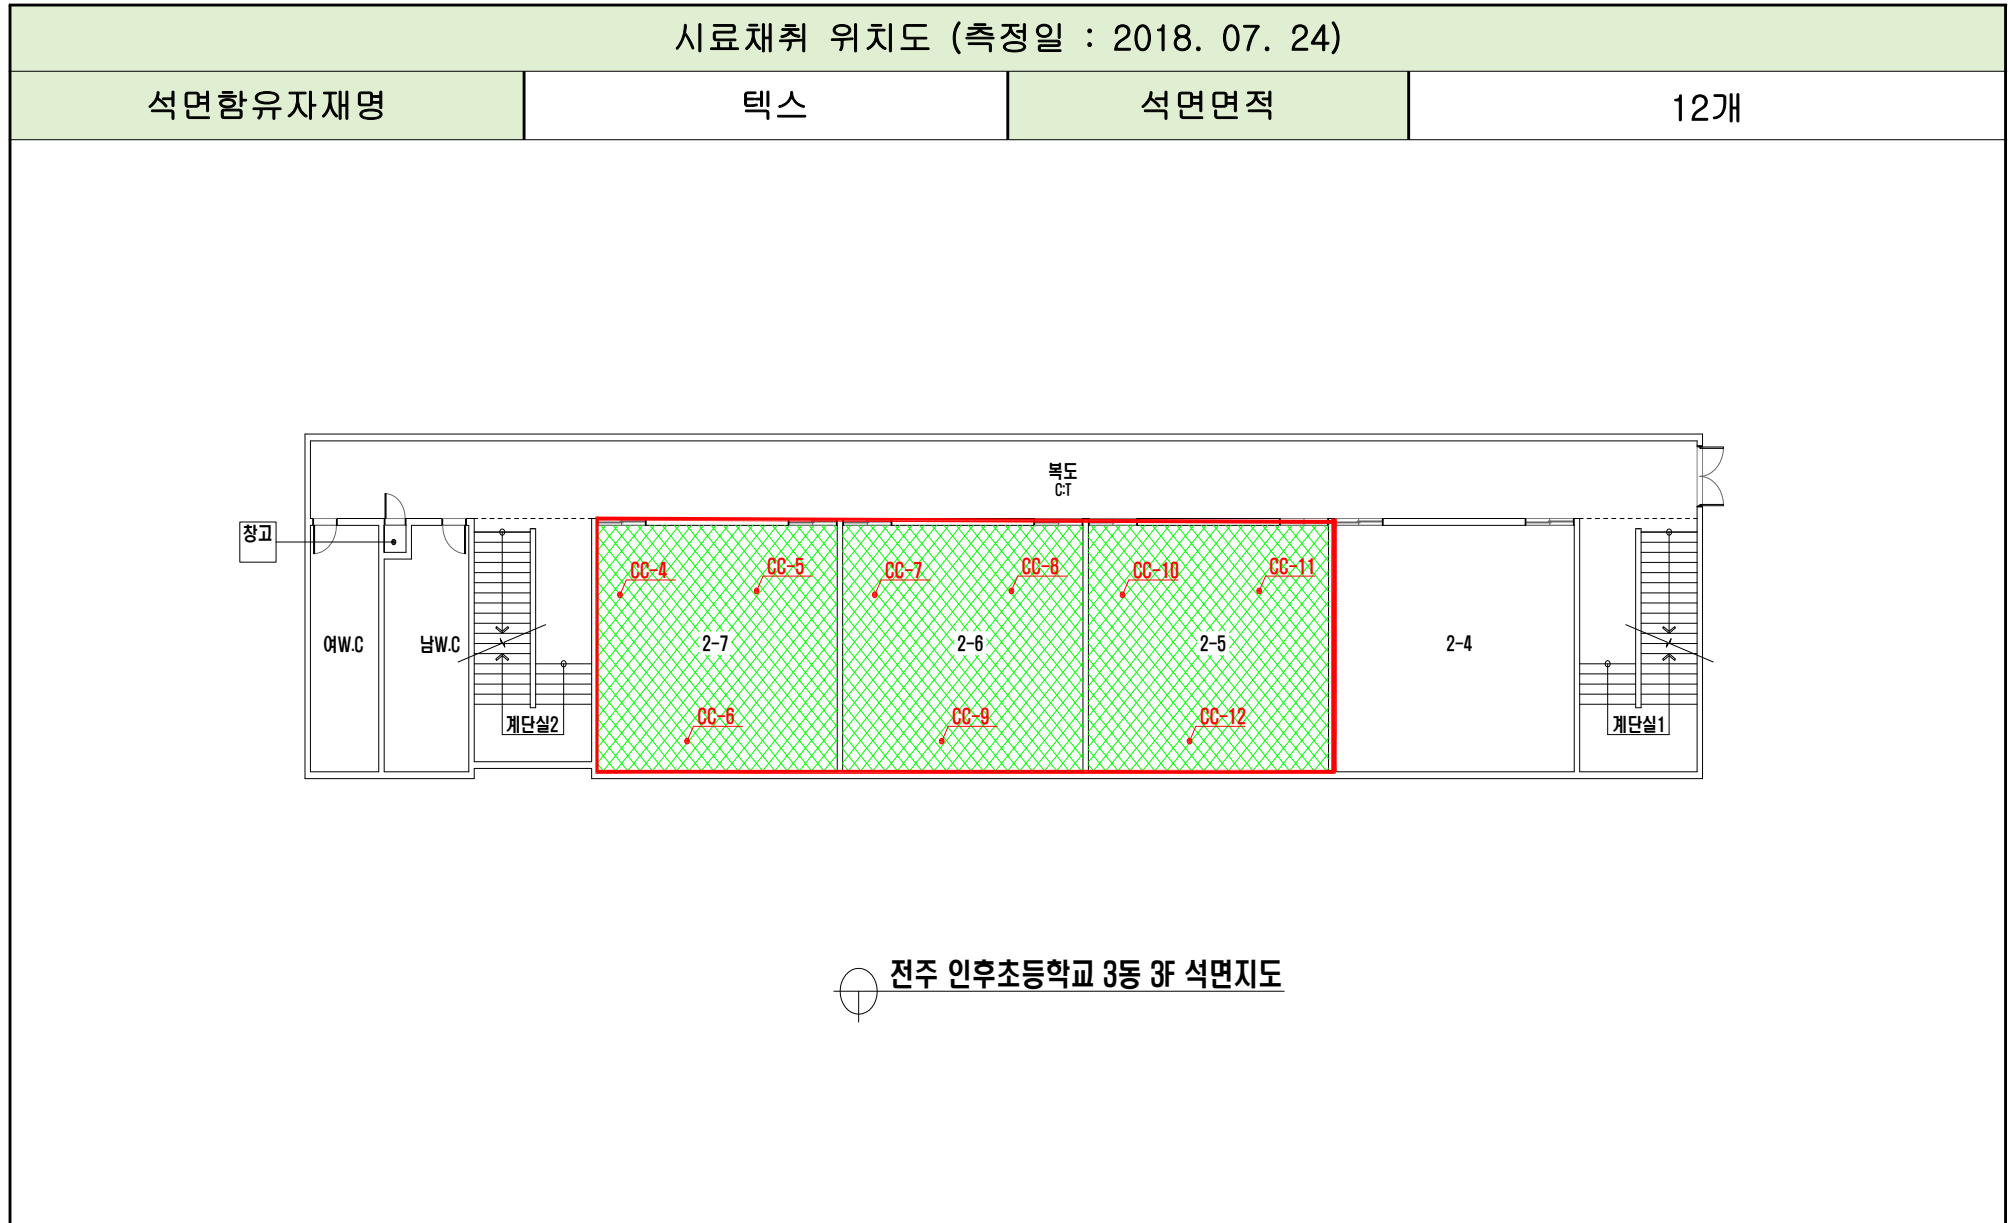 시료채취 위치도 (측정일 : 2018. 07. 24)
석면함유자재명 텍스 석면면적 12개
복도
C:T
창고
CC-4 CC-5 CC-7 CC-8 CC-10 CC-11
여W.C 남W.C 2-7 2-6 2-5 2-4
CC-6 CC-9 CC-12
계단실2 계단실1
전주 인후초등학교 3동 3F 석면지도